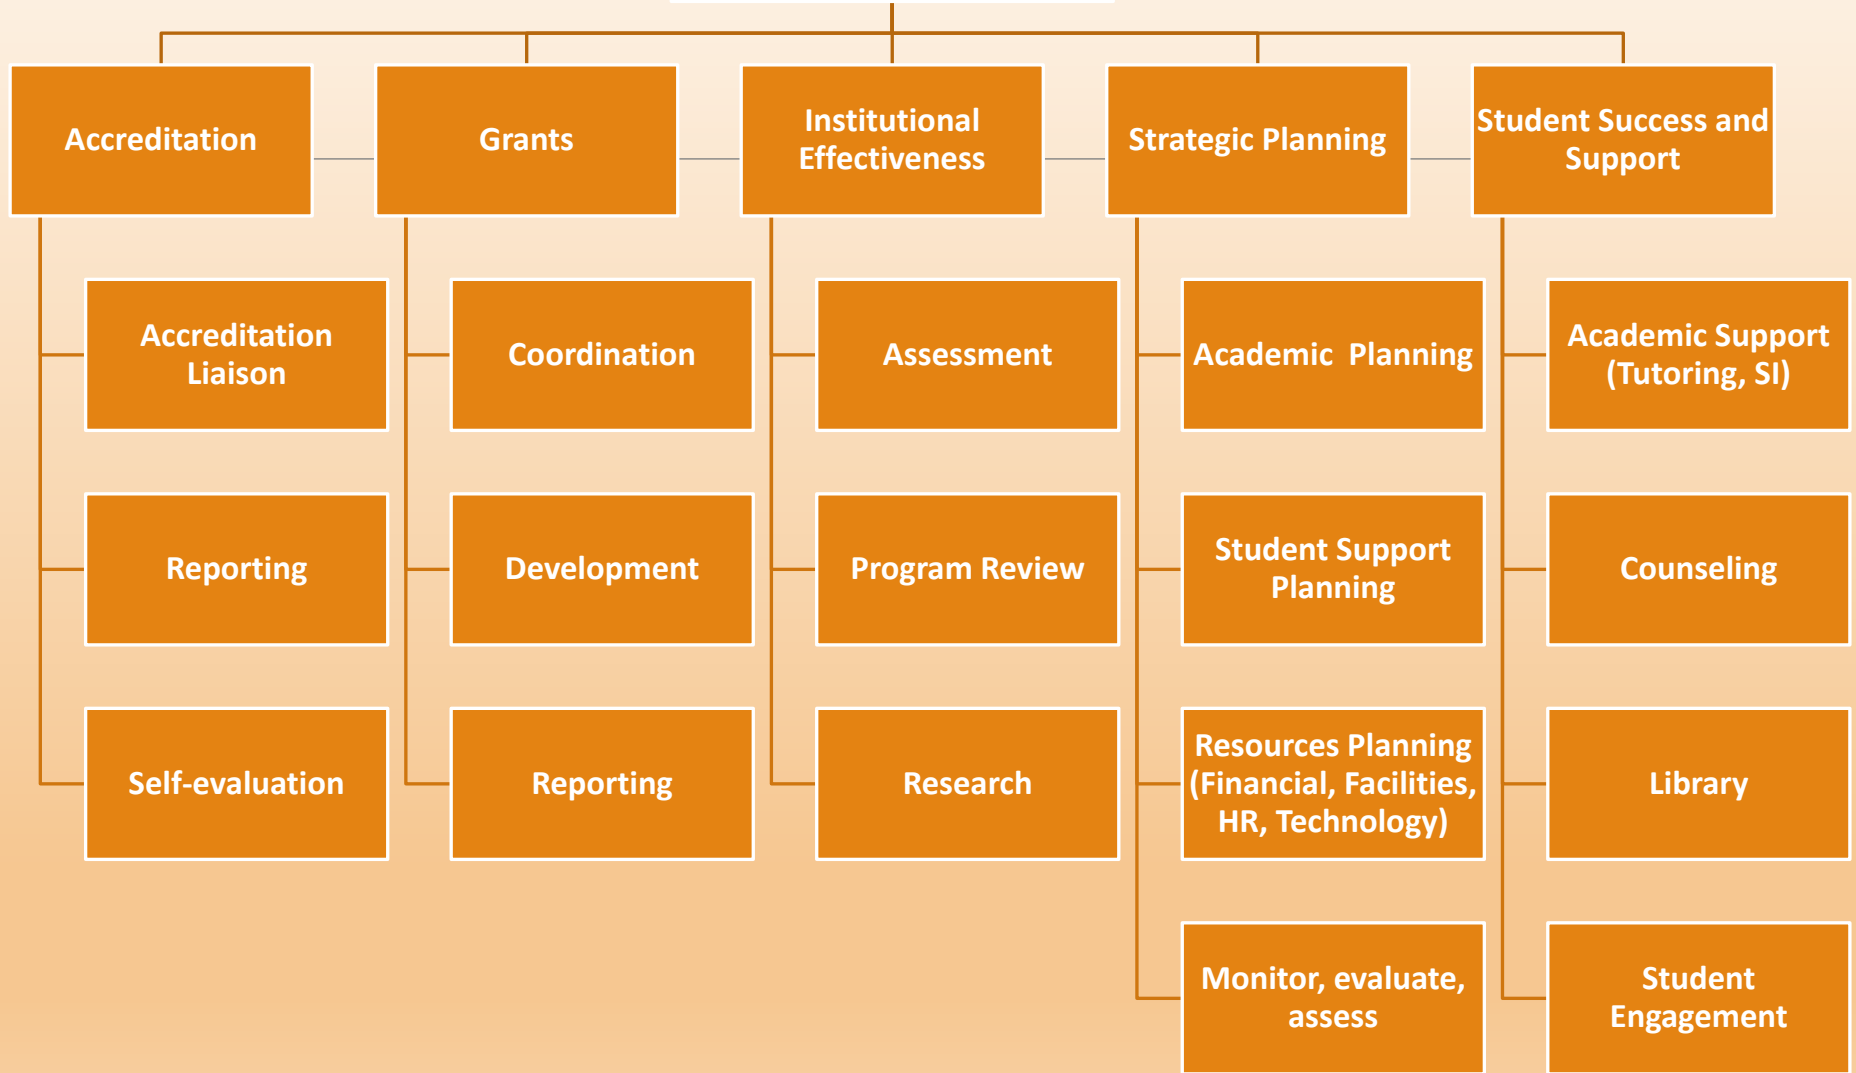 Accreditation
Grants
Institutional
Effectiveness
Strategic Planning
Student Success and
Support
Accreditation
Liaison
Coordination
Assessment
Academic Planning
Academic Support
(Tutoring, SI)
Reporting
Development
Program Review
Student Support
Planning
Counseling
Self-evaluation
Reporting
Research
Resources Planning
(Financial, Facilities,
HR, Technology)
Library
Monitor, evaluate,
assess
Student
Engagement